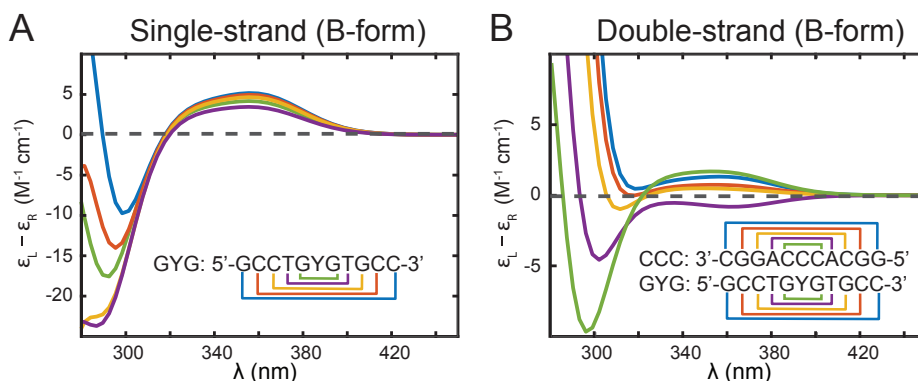 A Single-strand (B-form)
ε_L − ε_R (M⁻¹ cm⁻¹)
5
0
-5
-10
-15
-20
GYG: 5’-GCCTGYGTGCC-3’
300 340 380 420
λ (nm)
B Double-strand (B-form)
ε_L − ε_R (M⁻¹ cm⁻¹)
5
0
-5
CCC: 3’-CGGACCCACGG-5’
GYG: 5’-GCCTGYGTGCC-3’
300 340 380 420
λ (nm)